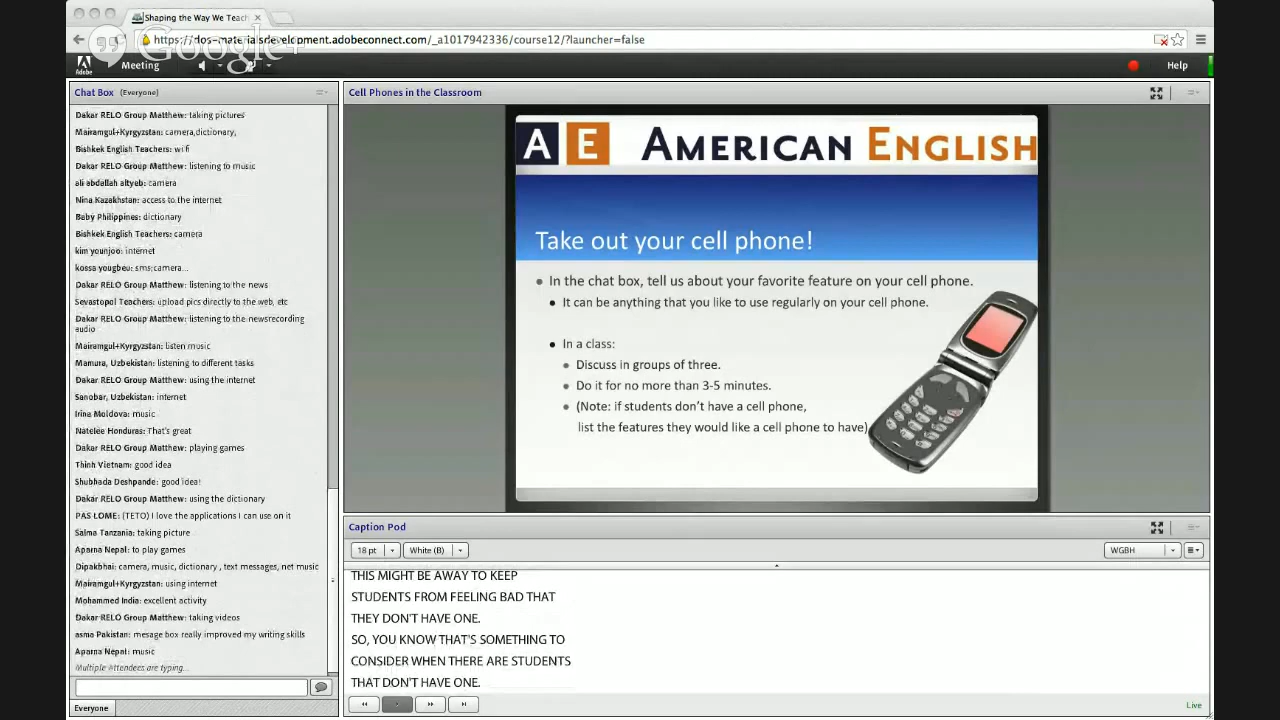 Shaping the Way We Teach
Google+
https://dos-materialsdevelopment.adobeconnect.com/_a1017942336/course12/?launcher=false
Adobe
Meeting
Help
Chat Box (Everyone)
Dakar RELO Group Matthew: taking pictures
Mairamgul+Kyrgyzstan: camera,dictionary,
Bishkek English Teachers: wi fi
Dakar RELO Group Matthew: listening to music
ali abdallah altyeb: camera
Nina Kazakhstan: access to the internet
Baby Philippines: dictionary
Bishkek English Teachers: camera
kim younjoo: internet
kossa yougbeu: sms,camera...
Dakar RELO Group Matthew: listening to the news
Sevastopol Teachers: upload pics directly to the web, etc
Dakar RELO Group Matthew: listening to the newsrecording
audio
Mairamgul+Kyrgyzstan: listen music
Mamura, Uzbekistan: listening to different tasks
Dakar RELO Group Matthew: using the internet
Sanobar, Uzbekistan: internet
Irina Moldova: music
Natelee Honduras: That's great
Dakar RELO Group Matthew: playing games
Thinh Vietnam: good idea
Shubhada Deshpande: good idea!
Dakar RELO Group Matthew: using the dictionary
PAS LOME: (TETO) I love the applications I can use on it
Salma Tanzania: taking picture
Aparna Nepal: to play games
Dipakbhai: camera, music, dictionary , text messages, net music
Mairamgul+Kyrgyzstan: using internet
Mohammed India: excellent activity
Dakar RELO Group Matthew: taking videos
asma Pakistan: mesage box really improved my writing skills
Aparna Nepal: music
Multiple Attendees are typing...
Everyone
Cell Phones in the Classroom
AE AMERICAN ENGLISH
Take out your cell phone!
• In the chat box, tell us about your favorite feature on your cell phone.
• It can be anything that you like to use regularly on your cell phone.
• In a class:
• Discuss in groups of three.
• Do it for no more than 3-5 minutes.
• (Note: if students don't have a cell phone,
list the features they would like a cell phone to have)
Caption Pod
18 pt White (B) WGBH
THIS MIGHT BE AWAY TO KEEP
STUDENTS FROM FEELING BAD THAT
THEY DON'T HAVE ONE.
SO, YOU KNOW THAT'S SOMETHING TO
CONSIDER WHEN THERE ARE STUDENTS
THAT DON'T HAVE ONE.
Live